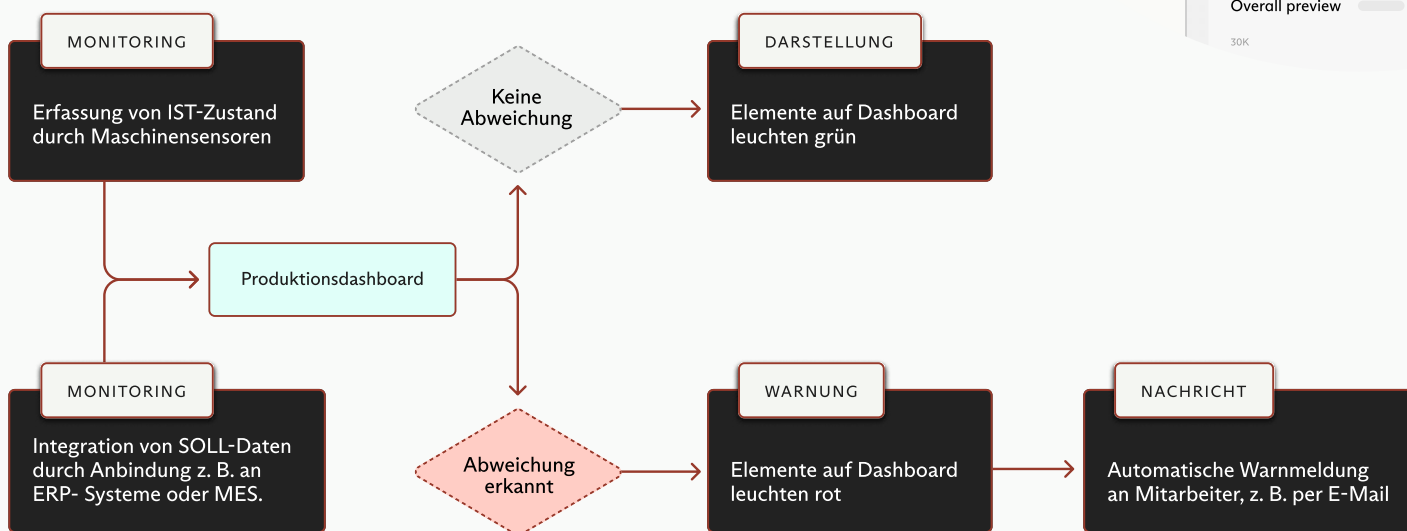 Overall preview
30K
MONITORING
Erfassung von IST-Zustand
durch Maschinensensoren
Keine
Abweichung
DARSTELLUNG
Elemente auf Dashboard
leuchten grün
Produktionsdashboard
MONITORING
Integration von SOLL-Daten
durch Anbindung z. B. an
ERP- Systeme oder MES.
Abweichung
erkannt
WARNUNG
Elemente auf Dashboard
leuchten rot
NACHRICHT
Automatische Warnmeldung
an Mitarbeiter, z. B. per E-Mail